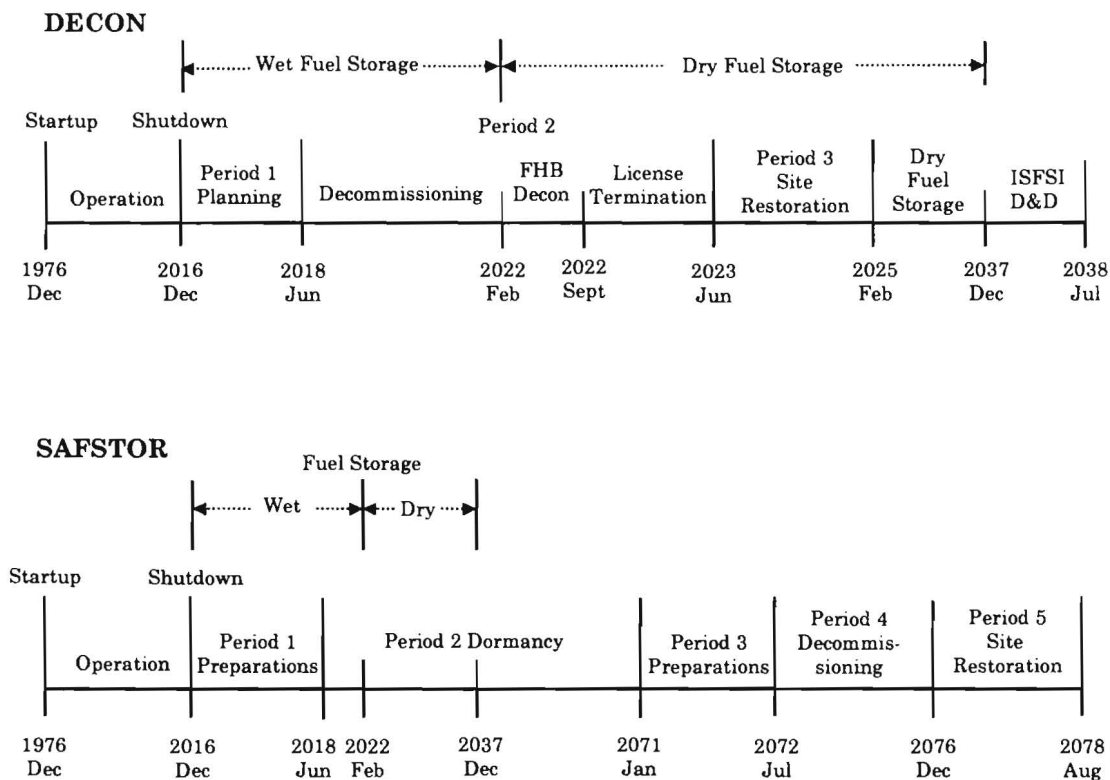 DECON
Wet Fuel Storage
Dry Fuel Storage
Startup
Shutdown
Period 2
Operation
Period 1
Planning
Decommissioning
FHB
Decon
License
Termination
Period 3
Site
Restoration
Dry
Fuel
Storage
ISFSI
D&D
1976
Dec
2016
Dec
2018
Jun
2022
Feb
2022
Sept
2023
Jun
2025
Feb
2037
Dec
2038
Jul
SAFSTOR
Fuel Storage
Wet
Dry
Startup
Shutdown
Operation
Period 1
Preparations
Period 2 Dormancy
Period 3
Preparations
Period 4
Decommis-
sioning
Period 5
Site
Restoration
1976
Dec
2016
Dec
2018
Jun
2022
Feb
2037
Dec
2071
Jan
2072
Jul
2076
Dec
2078
Aug